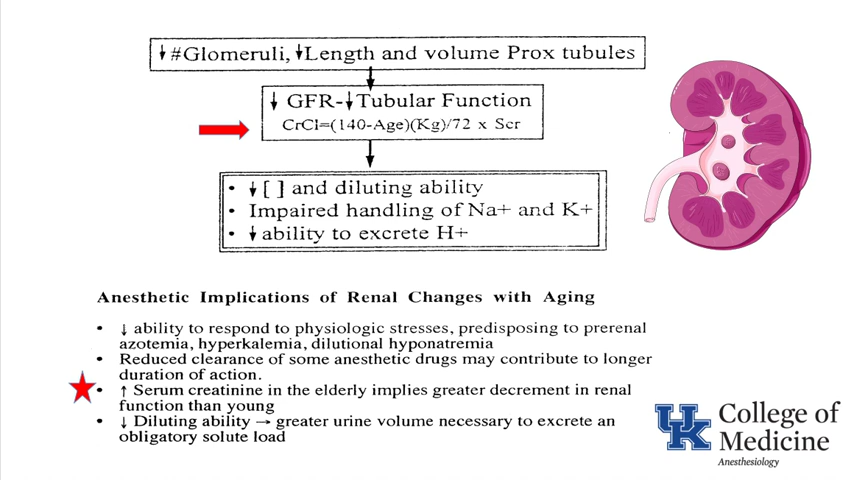 ↓#Glomeruli, ↓Length and volume Prox tubules
↓ GFR-↓Tubular Function
CrCl=(140-Age)(Kg)/72 x Scr
• ↓[ ] and diluting ability
• Impaired handling of Na+ and K+
• ↓ ability to excrete H+
Anesthetic Implications of Renal Changes with Aging
• ↓ ability to respond to physiologic stresses, predisposing to prerenal
azotemia, hyperkalemia, dilutional hyponatremia
• Reduced clearance of some anesthetic drugs may contribute to longer
duration of action.
• ↑ Serum creatinine in the elderly implies greater decrement in renal
function than young
• ↓ Diluting ability → greater urine volume necessary to excrete an
obligatory solute load
UK
College of
Medicine
Anesthesiology